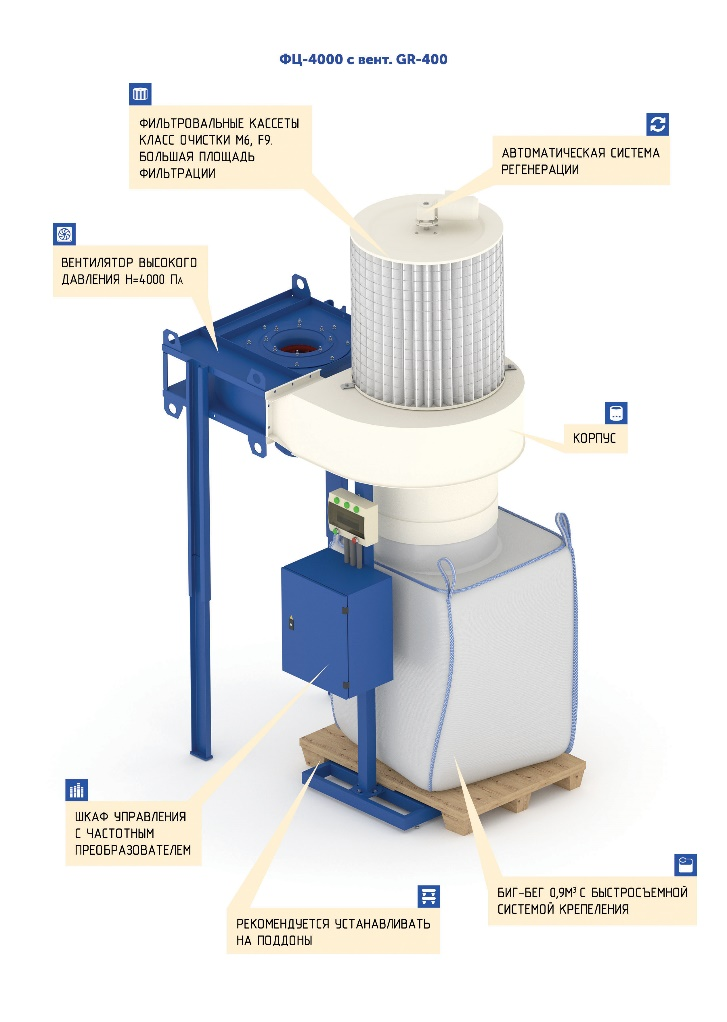 ФЦ-4000 с вент. GR-400
ФИЛЬТРОВАЛЬНЫЕ КАССЕТЫ
КЛАСС ОЧИСТКИ М6, F9.
БОЛЬШАЯ ПЛОЩАДЬ
ФИЛЬТРАЦИИ
АВТОМАТИЧЕСКАЯ СИСТЕМА
РЕГЕНЕРАЦИИ
ВЕНТИЛЯТОР ВЫСОКОГО
ДАВЛЕНИЯ Н=4000 ПА
КОРПУС
ШКАФ УПРАВЛЕНИЯ
С ЧАСТОТНЫМ
ПРЕОБРАЗОВАТЕЛЕМ
БИГ-БЕГ 0,9М³ С БЫСТРОСЪЕМНОЙ
СИСТЕМОЙ КРЕПЕЛЕНИЯ
РЕКОМЕНДУЕТСЯ УСТАНАВЛИВАТЬ
НА ПОДДОНЫ